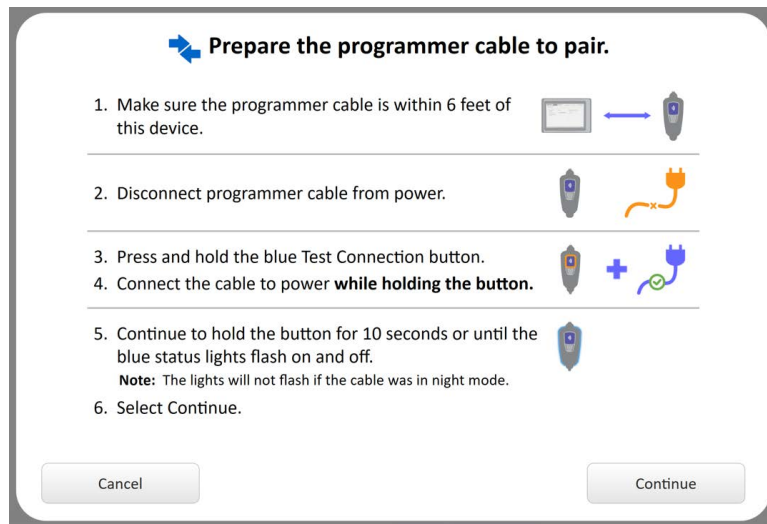 Prepare the programmer cable to pair.
1. Make sure the programmer cable is within 6 feet of
this device.
2. Disconnect programmer cable from power.
3. Press and hold the blue Test Connection button.
4. Connect the cable to power while holding the button.
5. Continue to hold the button for 10 seconds or until the
blue status lights flash on and off.
Note: The lights will not flash if the cable was in night mode.
6. Select Continue.
Cancel
Continue